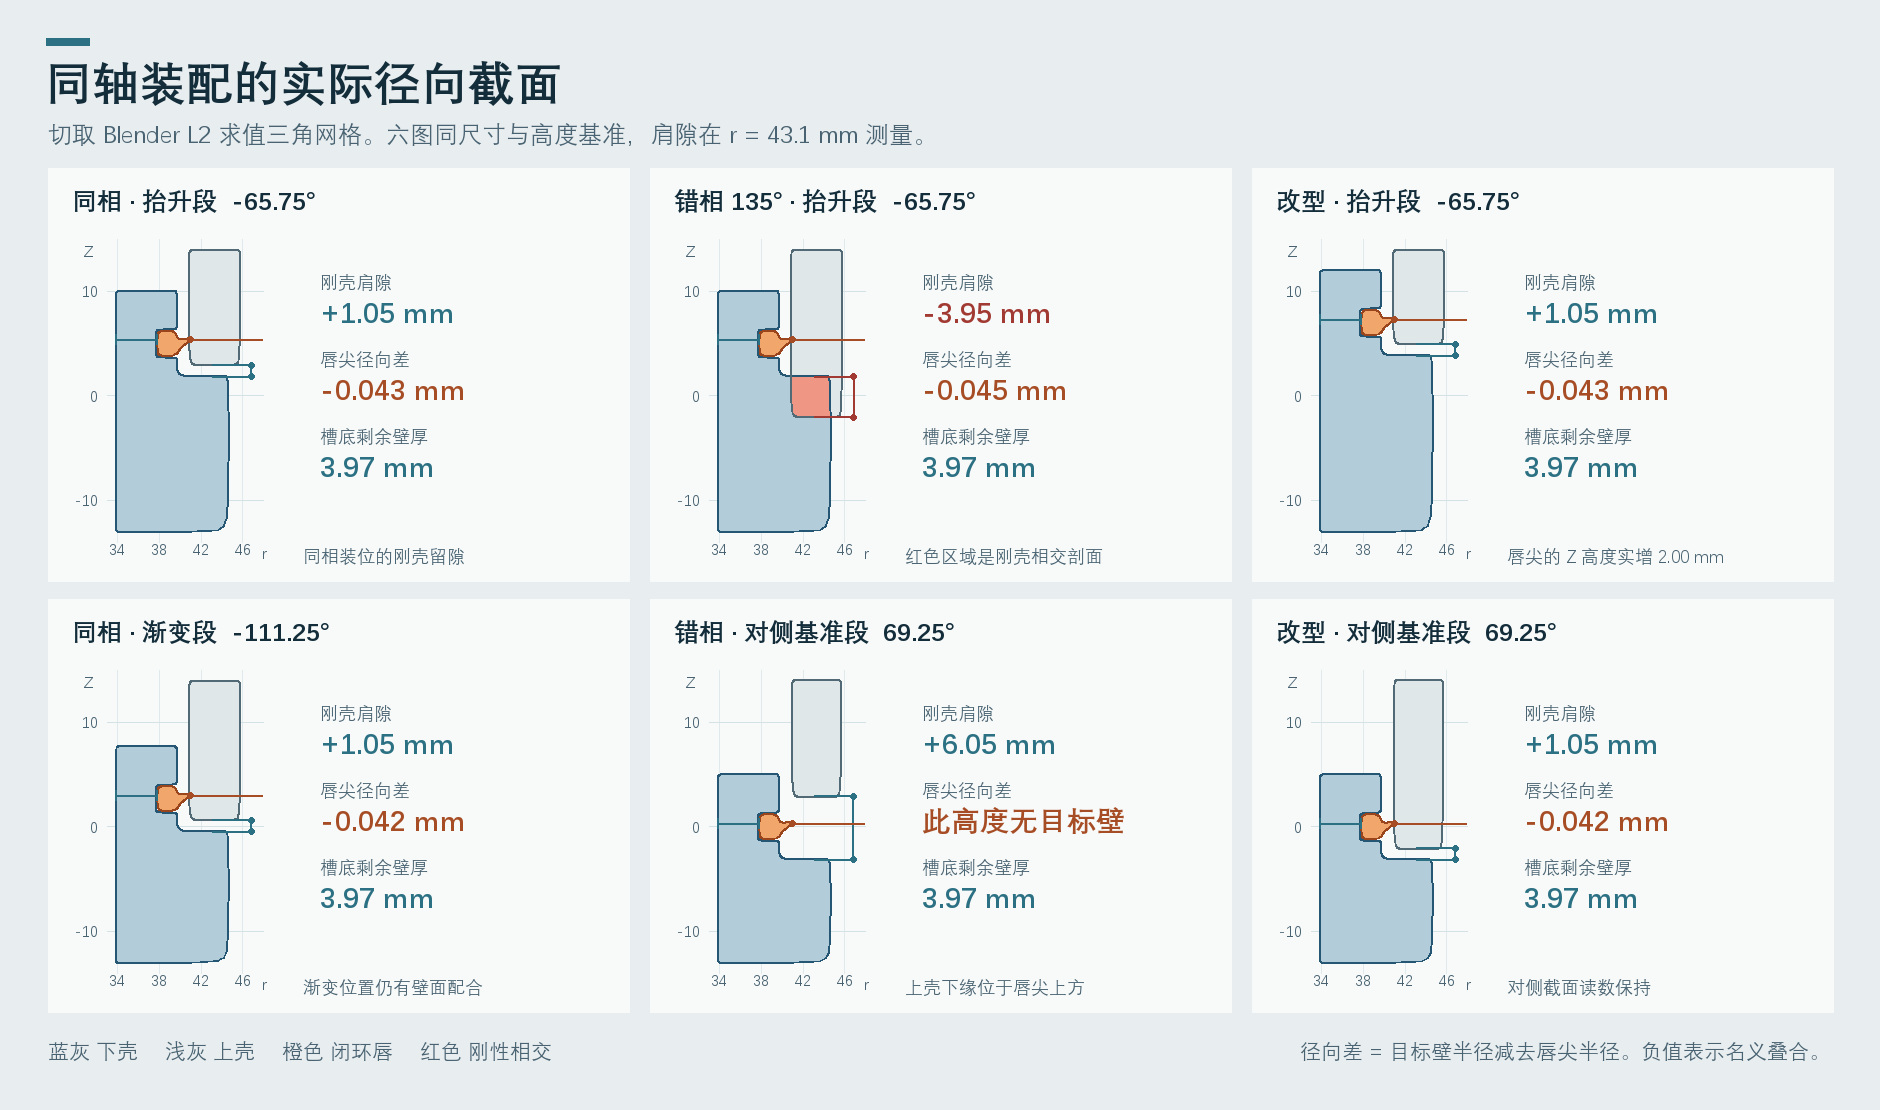 同轴装配的实际径向截面
切取 Blender L2 求值三角网格。六图同尺寸与高度基准，肩隙在 r = 43.1 mm 测量。
同相 · 抬升段 -65.75°
Z
10
0
-10
34 38 42 46 r
刚壳肩隙
+1.05 mm
唇尖径向差
-0.043 mm
槽底剩余壁厚
3.97 mm
同相装位的刚壳留隙
错相 135° · 抬升段 -65.75°
Z
10
0
-10
34 38 42 46 r
刚壳肩隙
-3.95 mm
唇尖径向差
-0.045 mm
槽底剩余壁厚
3.97 mm
红色区域是刚壳相交剖面
改型 · 抬升段 -65.75°
Z
10
0
-10
34 38 42 46 r
刚壳肩隙
+1.05 mm
唇尖径向差
-0.043 mm
槽底剩余壁厚
3.97 mm
唇尖的 Z 高度实增 2.00 mm
同相 · 渐变段 -111.25°
Z
10
0
-10
34 38 42 46 r
刚壳肩隙
+1.05 mm
唇尖径向差
-0.042 mm
槽底剩余壁厚
3.97 mm
渐变位置仍有壁面配合
错相 · 对侧基准段 69.25°
Z
10
0
-10
34 38 42 46 r
刚壳肩隙
+6.05 mm
唇尖径向差
此高度无目标壁
槽底剩余壁厚
3.97 mm
上壳下缘位于唇尖上方
改型 · 对侧基准段 69.25°
Z
10
0
-10
34 38 42 46 r
刚壳肩隙
+1.05 mm
唇尖径向差
-0.042 mm
槽底剩余壁厚
3.97 mm
对侧截面读数保持
蓝灰 下壳 浅灰 上壳 橙色 闭环唇 红色 刚性相交
径向差 = 目标壁半径减去唇尖半径。负值表示名义叠合。